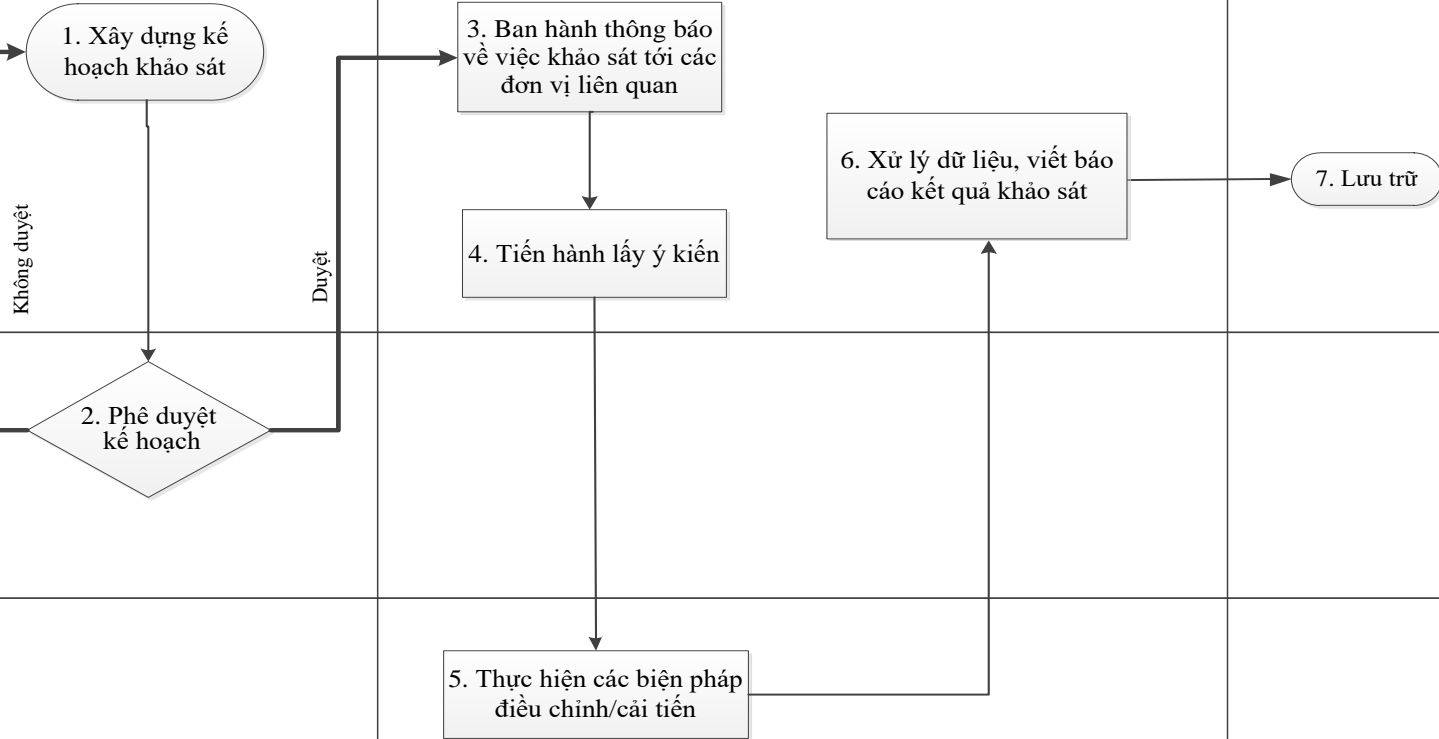 1. Xây dựng kế
hoạch khảo sát
Không duyệt
2. Phê duyệt
kế hoạch
Duyệt
3. Ban hành thông báo
về việc khảo sát tới các
đơn vị liên quan
4. Tiến hành lấy ý kiến
5. Thực hiện các biện pháp
điều chỉnh/cải tiến
6. Xử lý dữ liệu, viết báo
cáo kết quả khảo sát
7. Lưu trữ